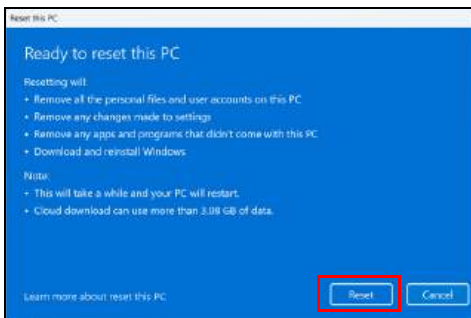 Reset this PC
Ready to reset this PC
Resetting will:
• Remove all the personal files and user accounts on this PC
• Remove any changes made to settings
• Remove any apps and programs that didn't come with this PC
• Download and reinstall Windows
Note:
• This will take a while and your PC will restart.
• Cloud download can use more than 3.08 GB of data.
Learn more about reset this PC
Reset
Cancel